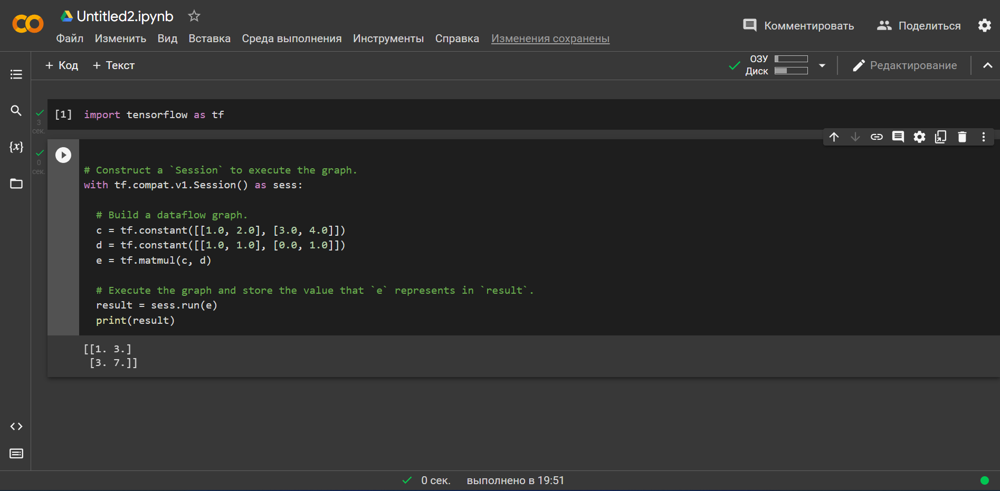 Untitled2.ipynb
Файл Изменить Вид Вставка Среда выполнения Инструменты Справка Изменения сохранены
Комментировать Поделиться
+ Код + Текст
ОЗУ
Диск
Редактирование
3
сек.
[1] import tensorflow as tf
{x}
0
сек.
# Construct a `Session` to execute the graph.
with tf.compat.v1.Session() as sess:
# Build a dataflow graph.
c = tf.constant([[1.0, 2.0], [3.0, 4.0]])
d = tf.constant([[1.0, 1.0], [0.0, 1.0]])
e = tf.matmul(c, d)
# Execute the graph and store the value that `e` represents in `result`.
result = sess.run(e)
print(result)
[[1. 3.]
[3. 7.]]
0 сек. выполнено в 19:51